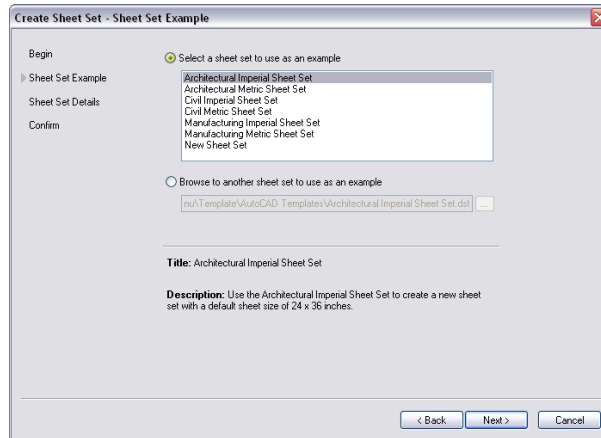 Create Sheet Set - Sheet Set Example
Begin
Sheet Set Example
Sheet Set Details
Confirm
Select a sheet set to use as an example
Architectural Imperial Sheet Set
Architectural Metric Sheet Set
Civil Imperial Sheet Set
Civil Metric Sheet Set
Manufacturing Imperial Sheet Set
Manufacturing Metric Sheet Set
New Sheet Set
Browse to another sheet set to use as an example
nu\Template\AutoCAD Templates\Architectural Imperial Sheet Set.dst
...
Title: Architectural Imperial Sheet Set
Description: Use the Architectural Imperial Sheet Set to create a new sheet
set with a default sheet size of 24 x 36 inches.
< Back
Next >
Cancel